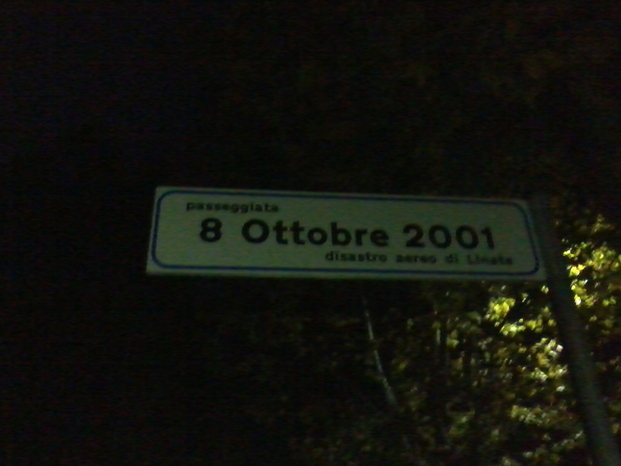 passeggiata
8 Ottobre 2001
disastro aereo di Linate